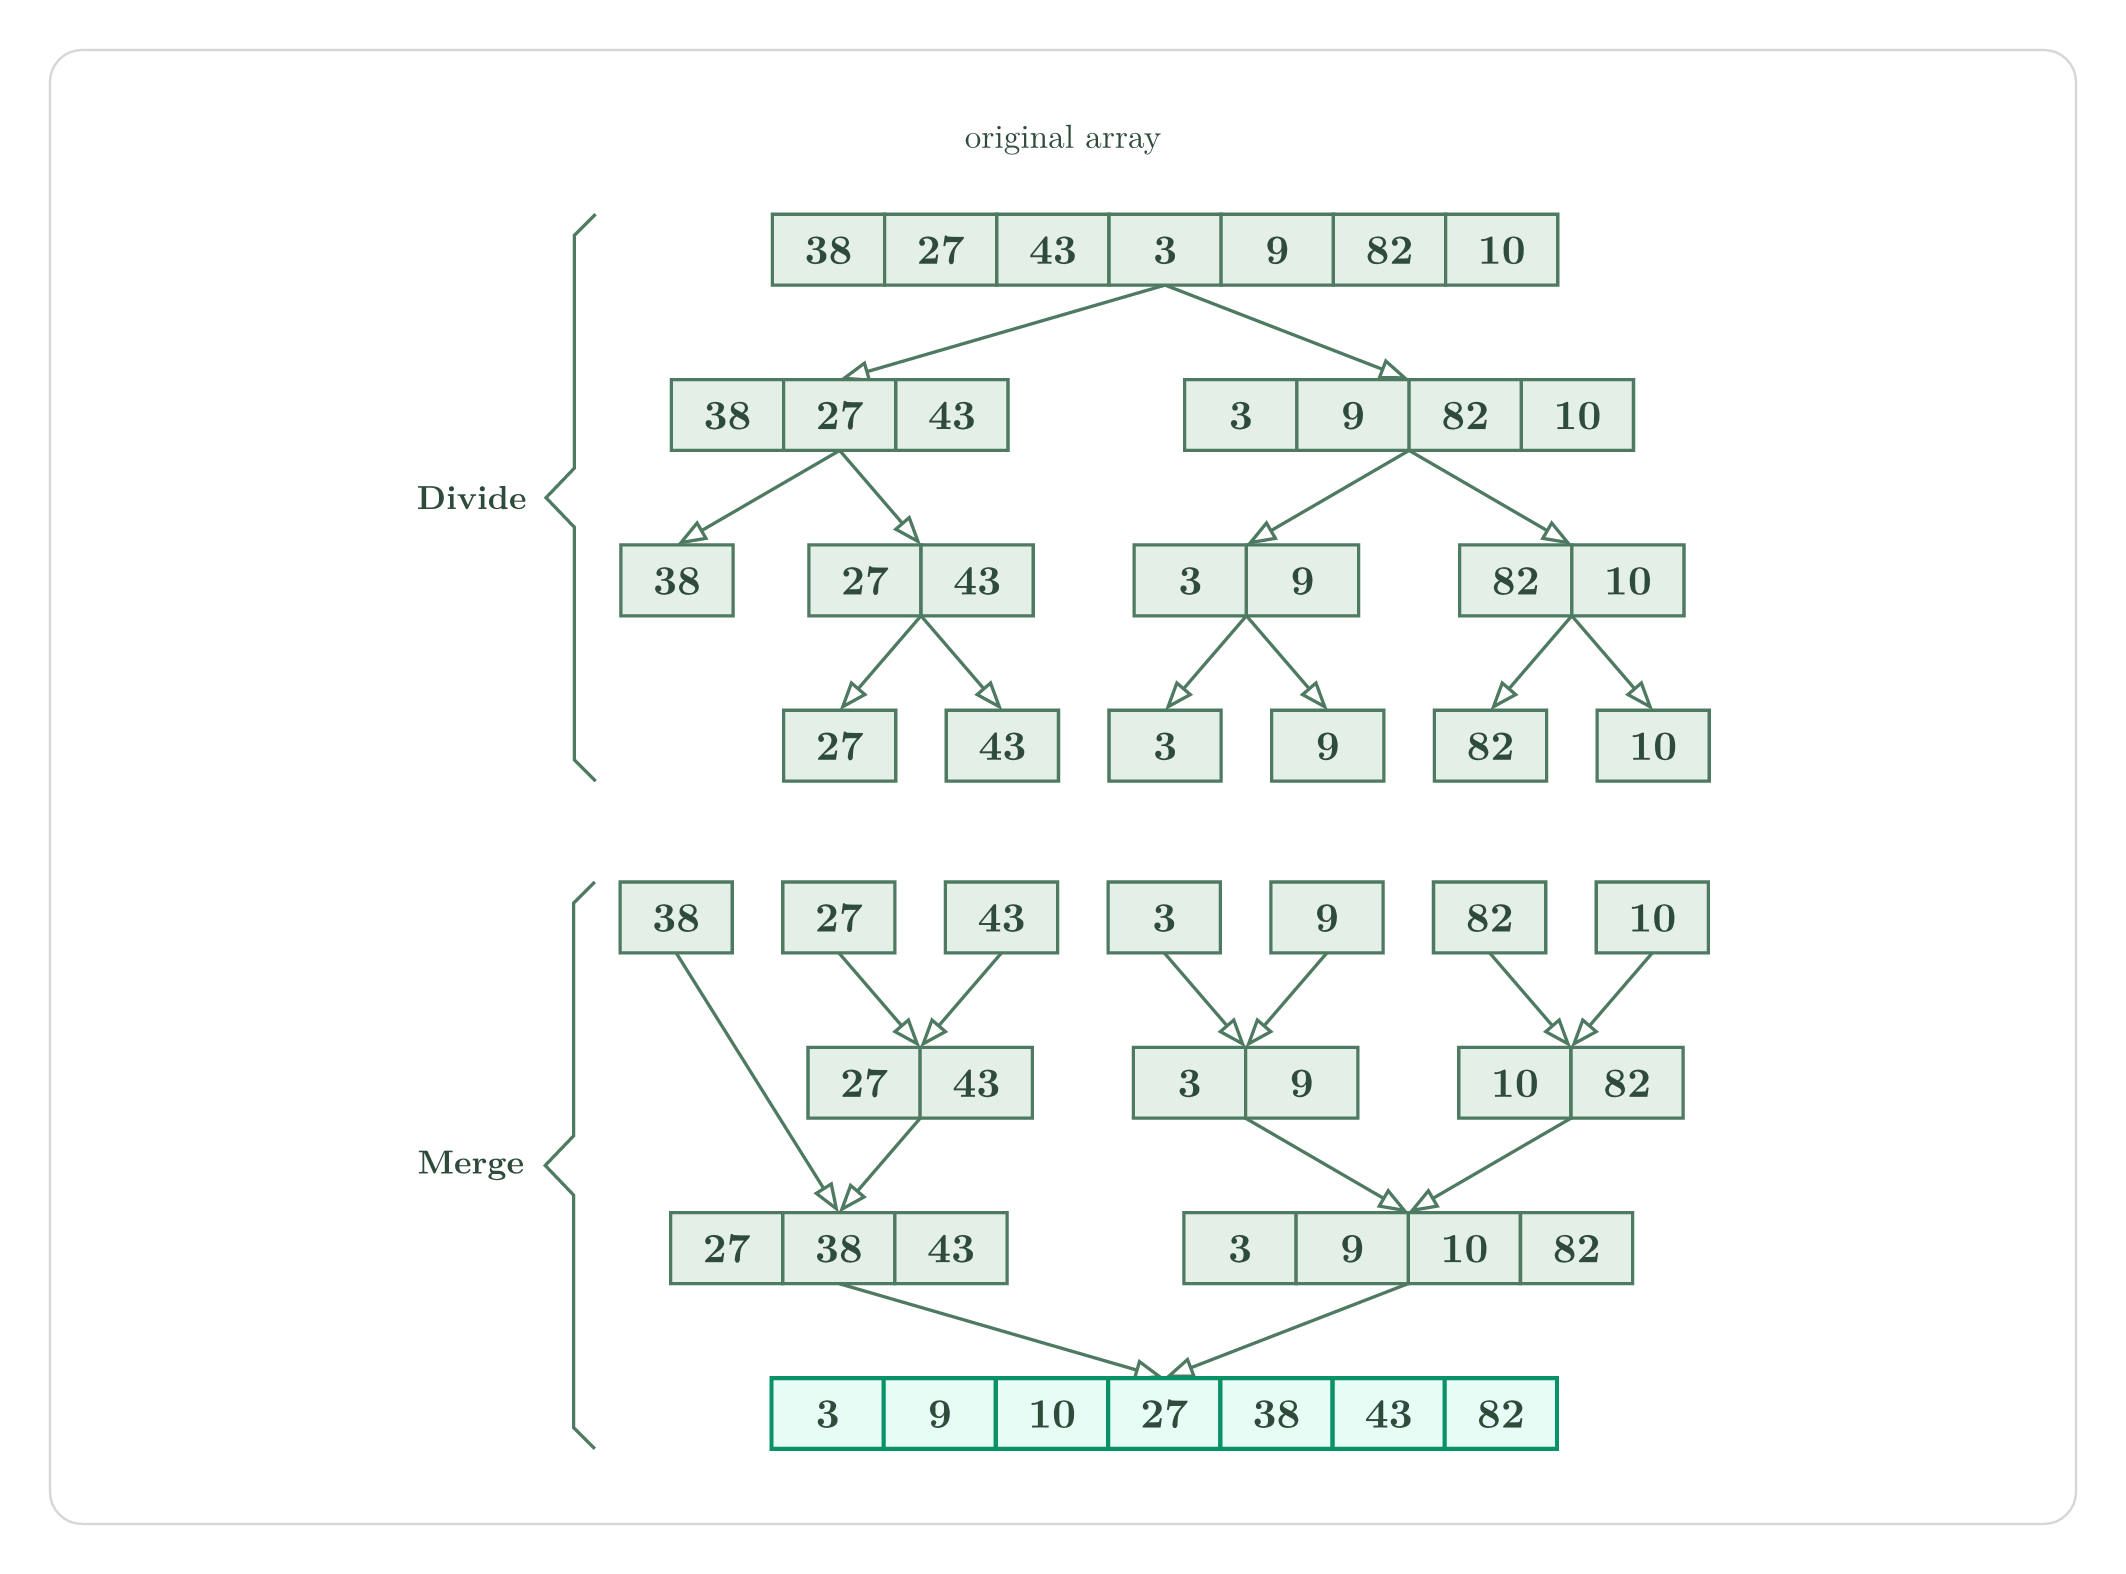 original array
38 27 43 3 9 82 10
38 27 43 3 9 82 10
Divide
38 27 43 3 9 82 10
27 43 3 9 82 10
38 27 43 3 9 82 10
27 43 3 9 10 82
Merge
27 38 43 3 9 10 82
3 9 10 27 38 43 82